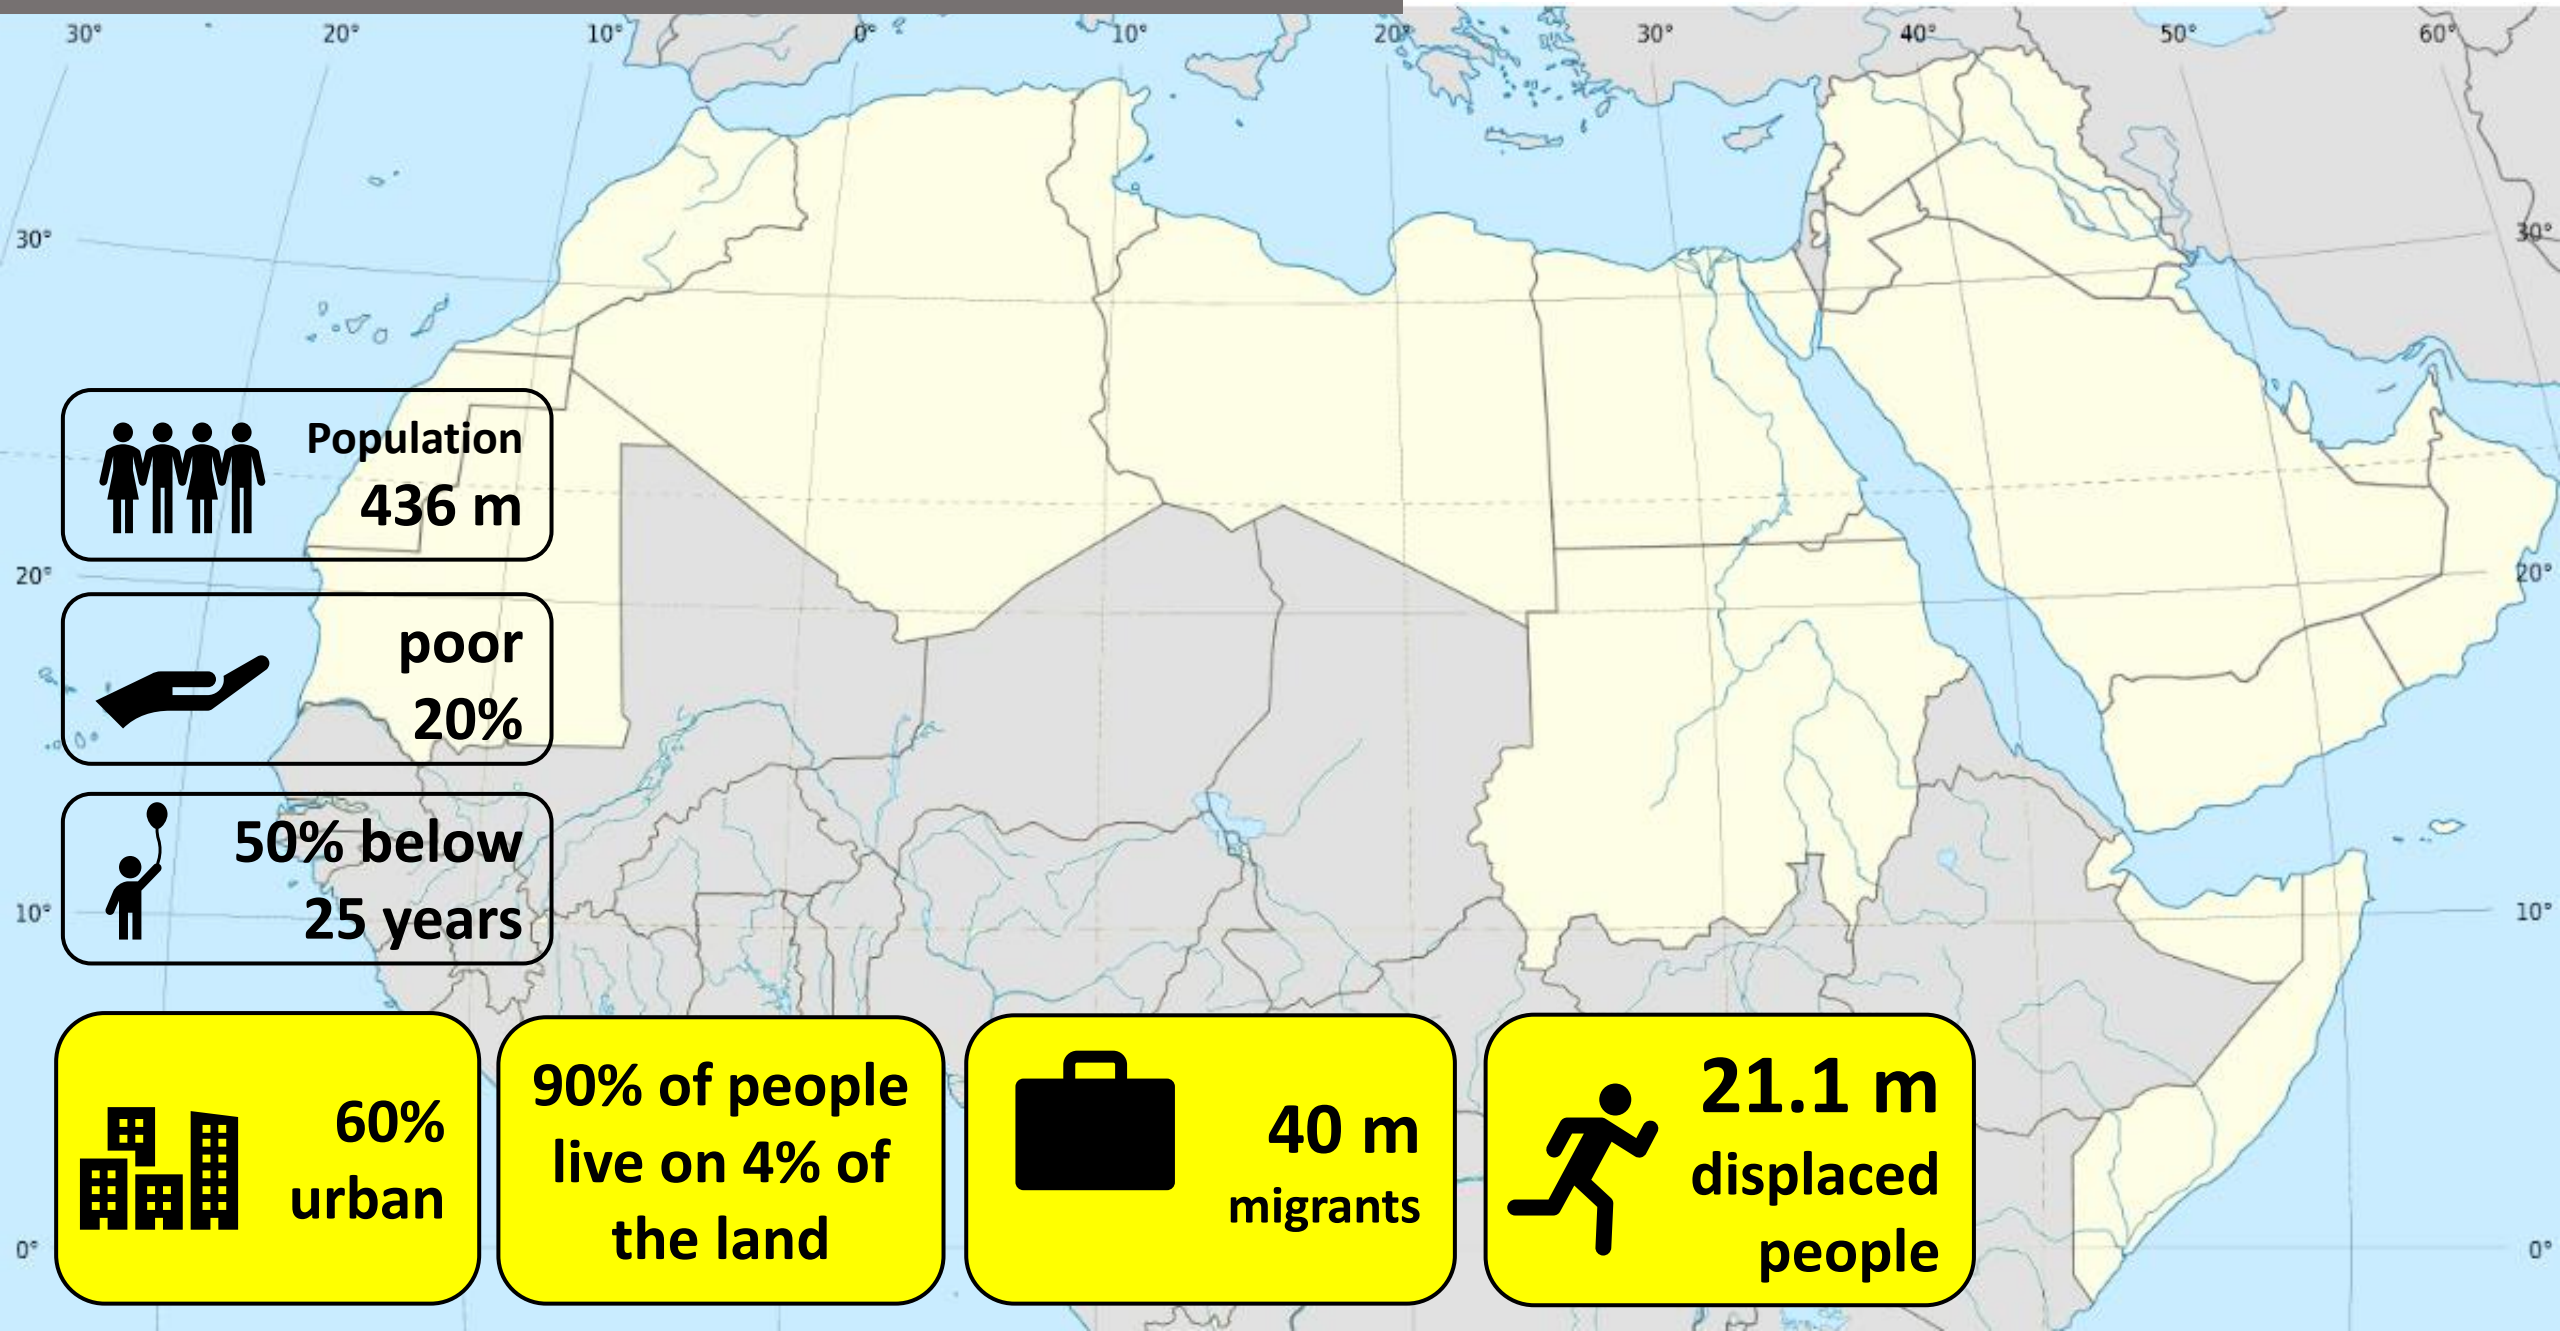 30° 20° 10° 0° 10° 20° 30° 40° 50° 60°
30° 30°
Population
436 m
20° 20°
poor
20%
50% below
25 years
10° 10°
60%
urban
90% of people
live on 4% of
the land
40 m
migrants
21.1 m
displaced
people
0° 0°